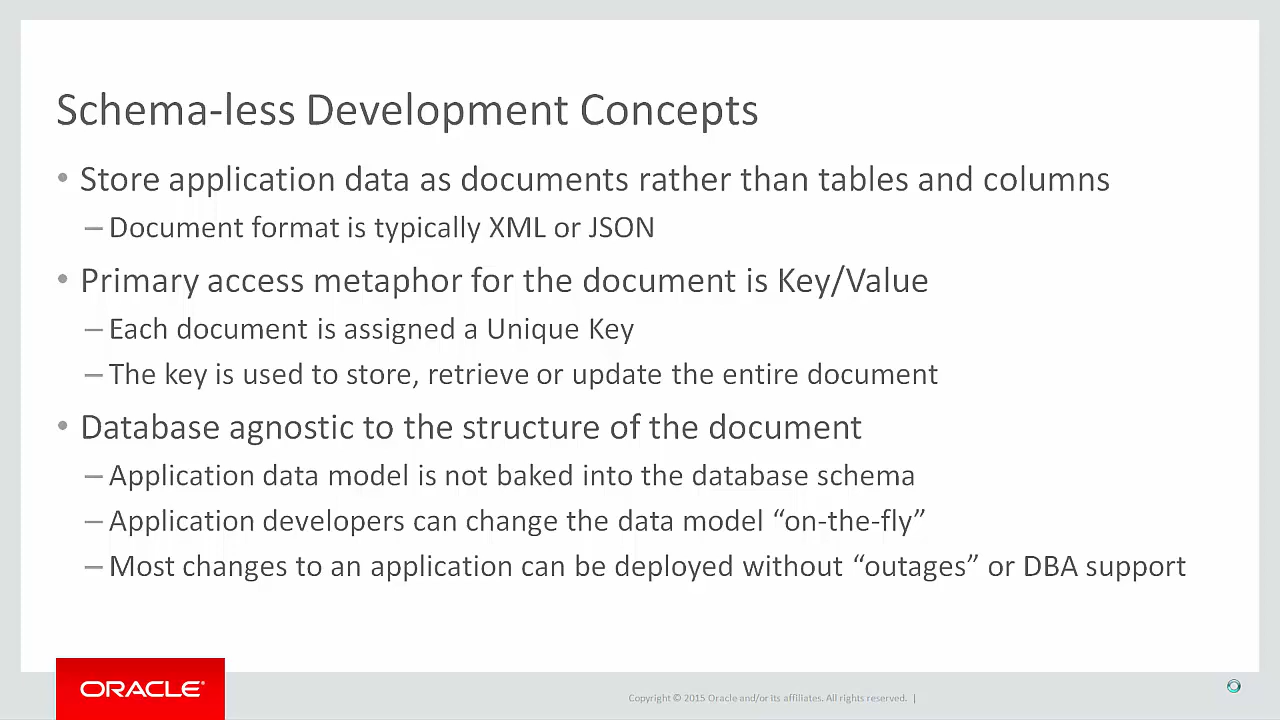 Schema-less Development Concepts
• Store application data as documents rather than tables and columns
– Document format is typically XML or JSON
• Primary access metaphor for the document is Key/Value
– Each document is assigned a Unique Key
– The key is used to store, retrieve or update the entire document
• Database agnostic to the structure of the document
– Application data model is not baked into the database schema
– Application developers can change the data model “on-the-fly”
– Most changes to an application can be deployed without “outages” or DBA support
ORACLE®
Copyright © 2015 Oracle and/or its affiliates. All rights reserved. |